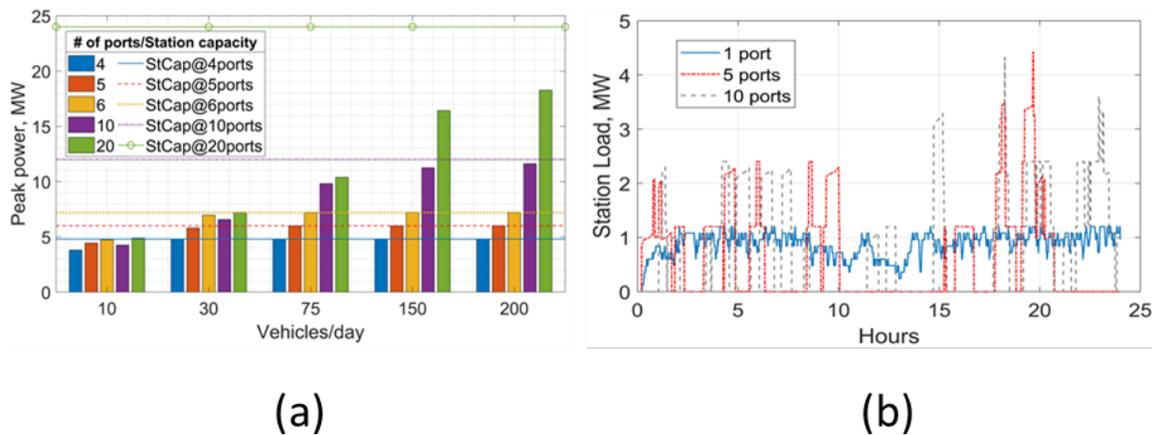 25
20
15
10
5
0
Peak power, MW
# of ports/Station capacity
4 StCap@4ports
5 StCap@5ports
6 StCap@6ports
10 StCap@10ports
20 StCap@20ports
10 30 75 150 200
Vehicles/day
(a)
5
4
3
2
1
0
Station Load, MW
1 port
5 ports
10 ports
0 5 10 15 20 25
Hours
(b)